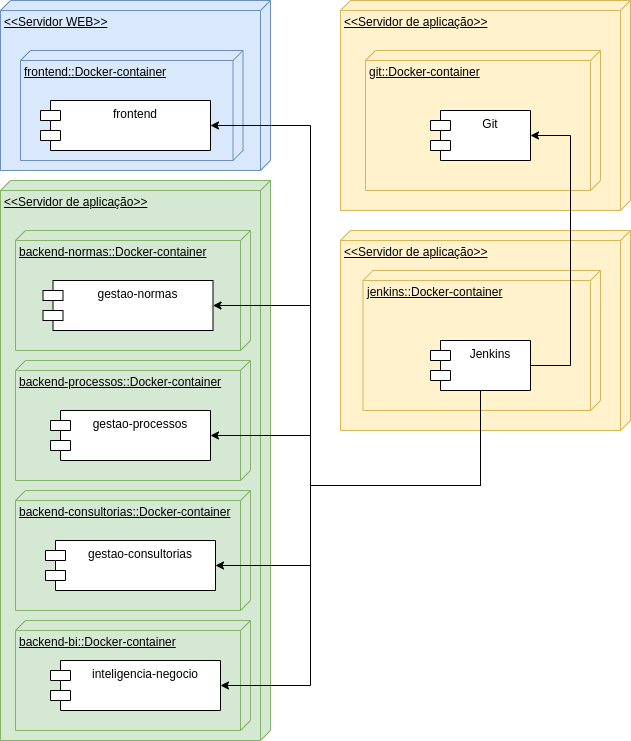 <<Servidor WEB>>
frontend::Docker-container
frontend
<<Servidor de aplicação>>
backend-normas::Docker-container
gestao-normas
backend-processos::Docker-container
gestao-processos
backend-consultorias::Docker-container
gestao-consultorias
backend-bi::Docker-container
inteligencia-negocio
<<Servidor de aplicação>>
git::Docker-container
Git
<<Servidor de aplicação>>
jenkins::Docker-container
Jenkins